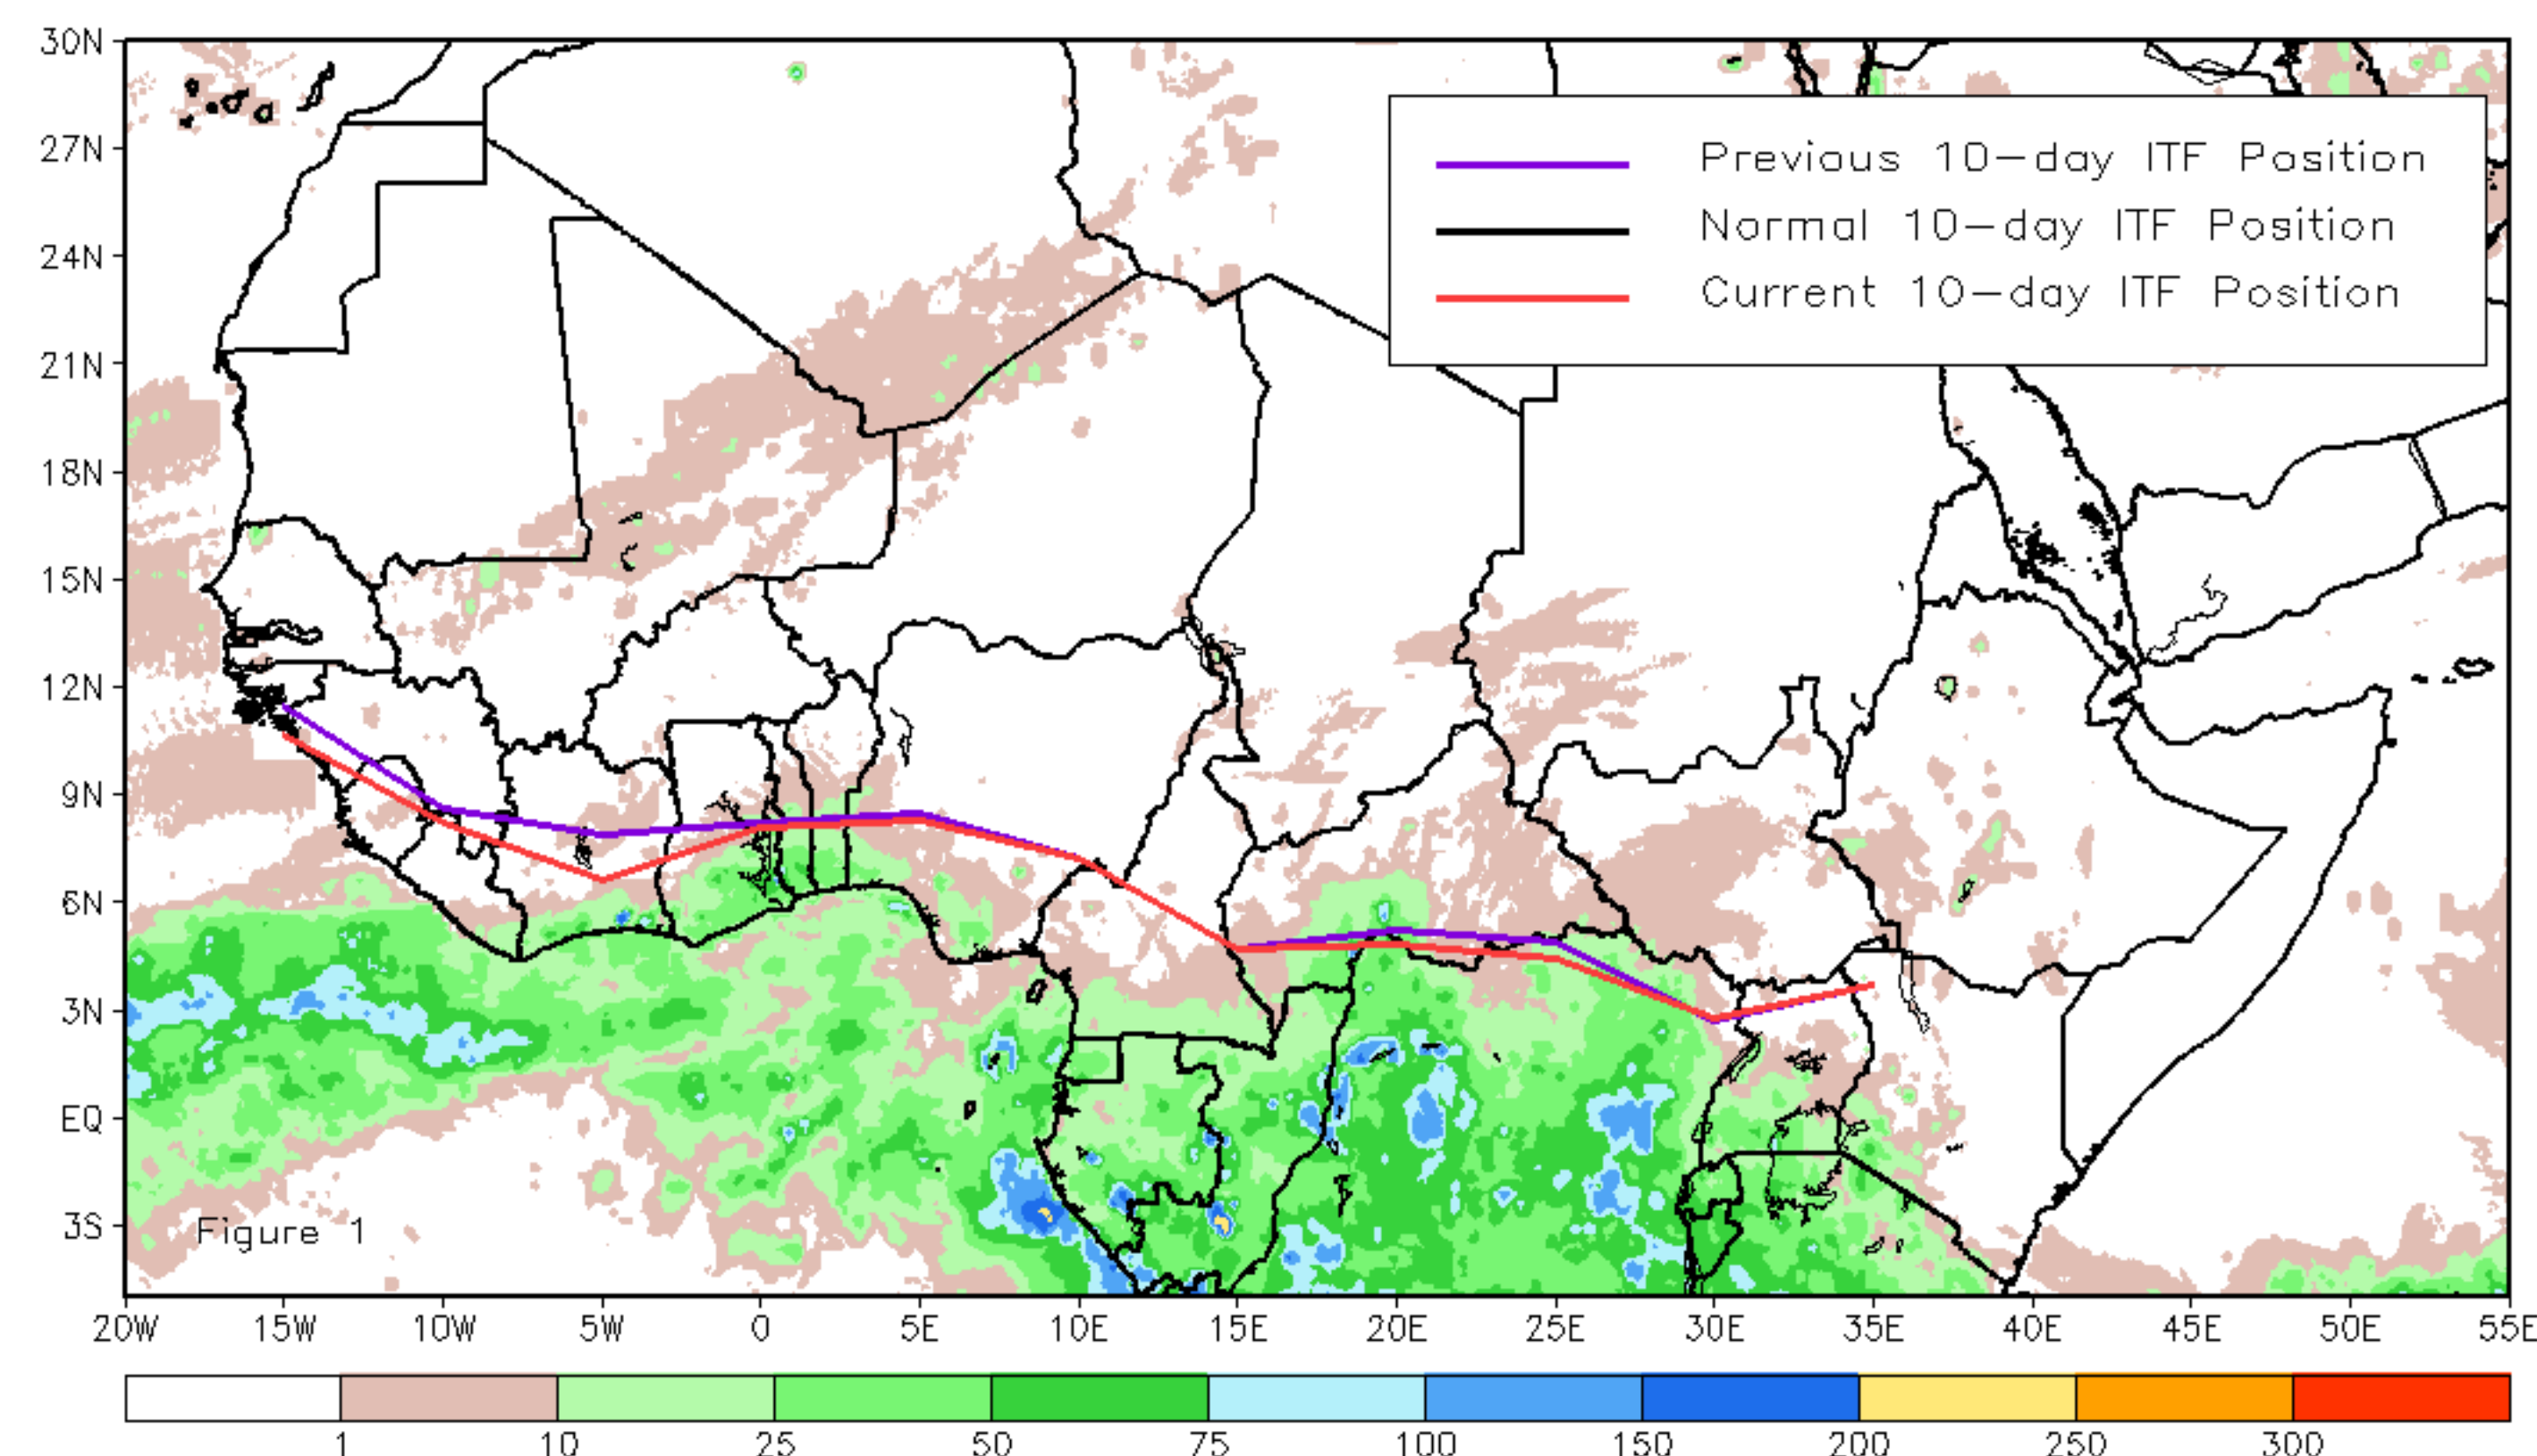 30N
27N
24N
21N
18N
15N
12N
9N
6N
3N
EQ
3S
Previous 10-day ITF Position
Normal 10-day ITF Position
Current 10-day ITF Position
Figure 1
20W 15W 10W 5W 0 5E 10E 15E 20E 25E 30E 35E 40E 45E 50E 55E
1 10 25 50 75 100 150 200 250 300